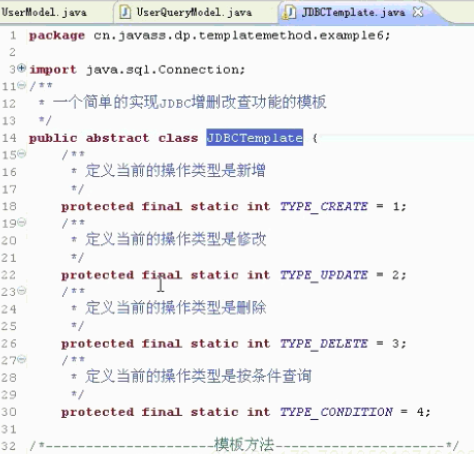 UserModel.java UserQueryModel.java JDBCTemplate.java
1 package cn.javass.dp.templatemethod.example6;
2
3 import java.sql.Connection;
11 /**
12 * 一个简单的实现JDBC增删改查功能的模板
13 */
14 public abstract class JDBCTemplate {
15 /**
16 * 定义当前的操作类型是新增
17 */
18 protected final static int TYPE_CREATE = 1;
19 /**
20 * 定义当前的操作类型是修改
21 */
22 protected final static int TYPE_UPDATE = 2;
23 /**
24 * 定义当前的操作类型是删除
25 */
26 protected final static int TYPE_DELETE = 3;
27 /**
28 * 定义当前的操作类型是按条件查询
29 */
30 protected final static int TYPE_CONDITION = 4;
31
32 /*---------------------模板方法---------------------*/